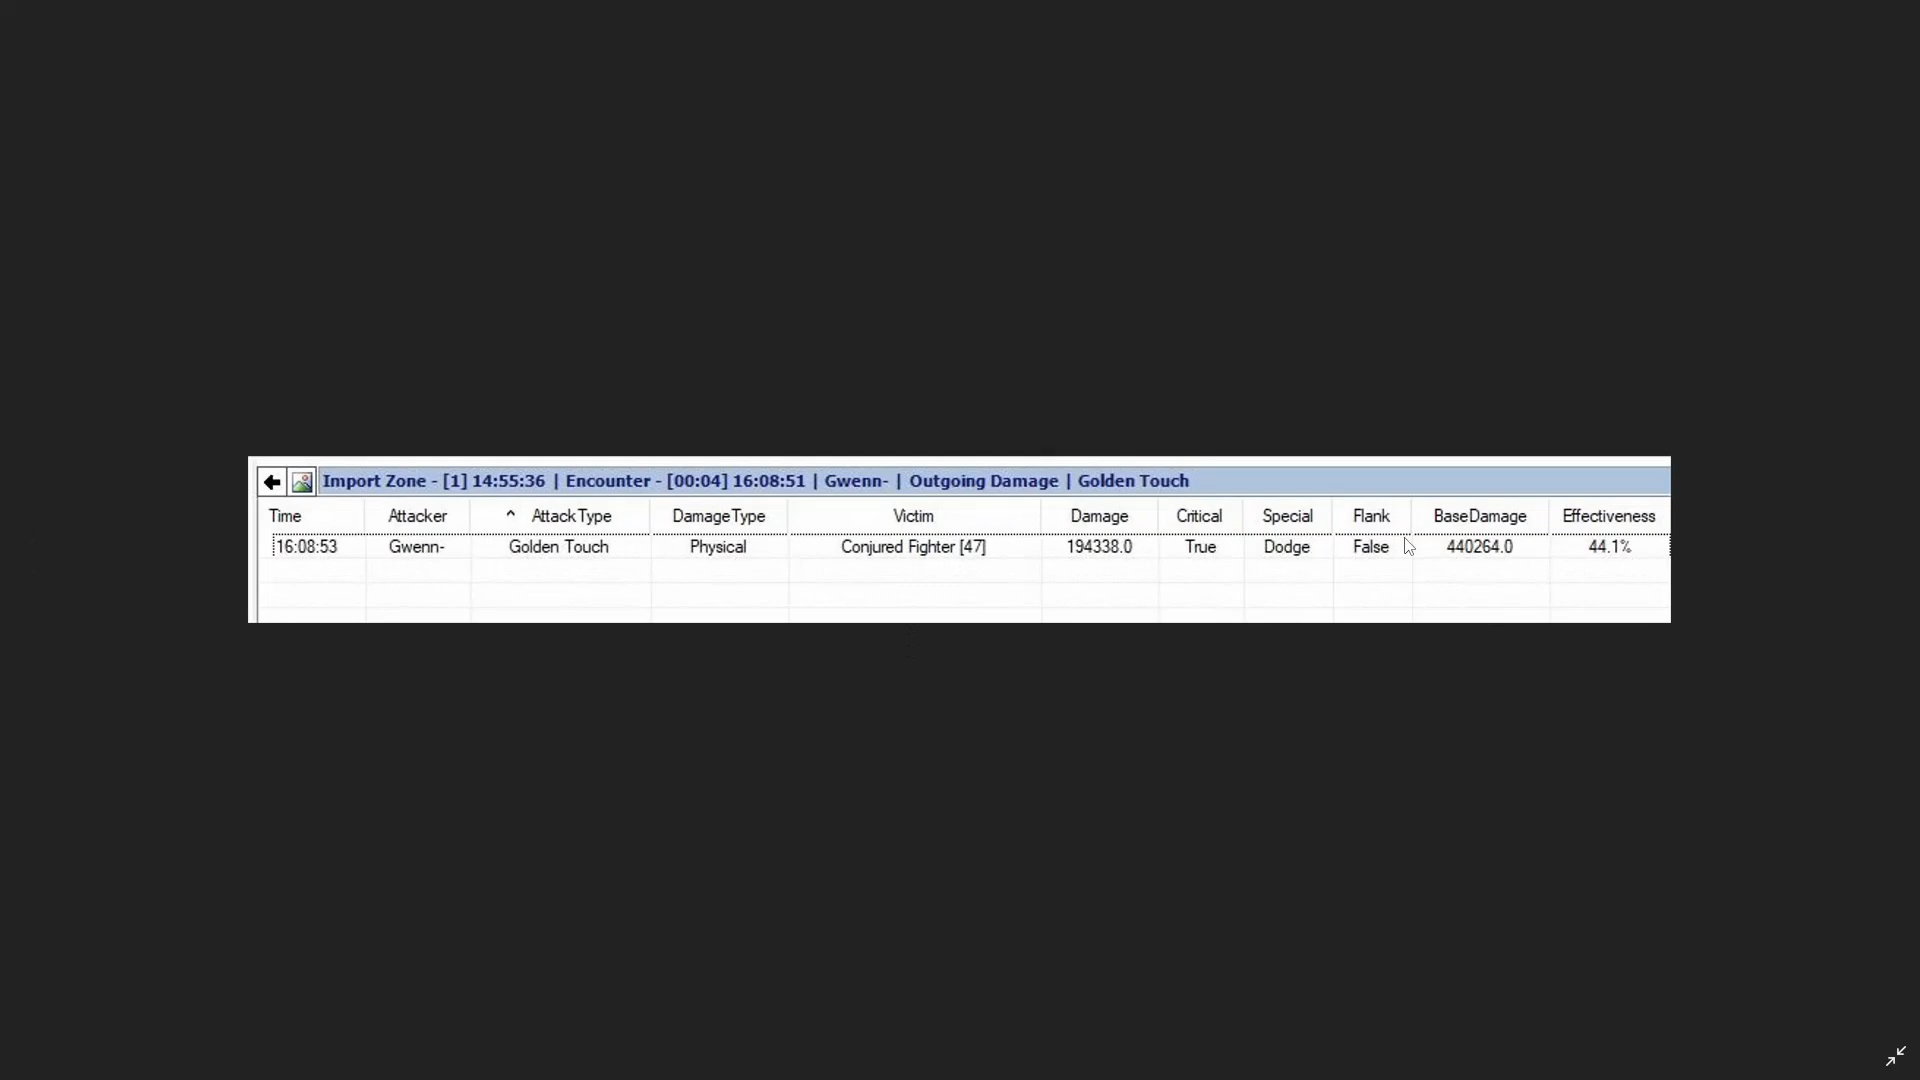 Import Zone - [1] 14:55:36 | Encounter - [00:04] 16:08:51 | Gwenn- | Outgoing Damage | Golden Touch
Time Attacker AttackType DamageType Victim Damage Critical Special Flank BaseDamage Effectiveness
16:08:53 Gwenn- Golden Touch Physical Conjured Fighter [47] 194338.0 True Dodge False 440264.0 44.1%